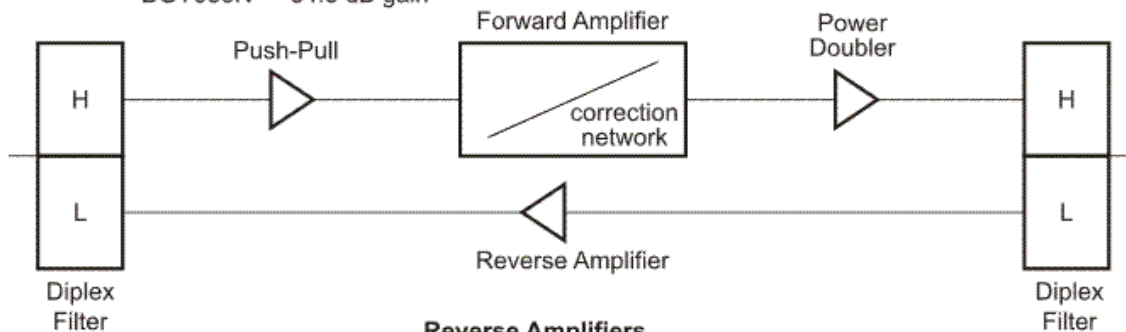 Forward Amplifier
Power
Doubler
Push-Pull
H
H
correction
network
L
L
Reverse Amplifier
Diplex
Filter
Diplex
Filter
Reverse Amplifiers